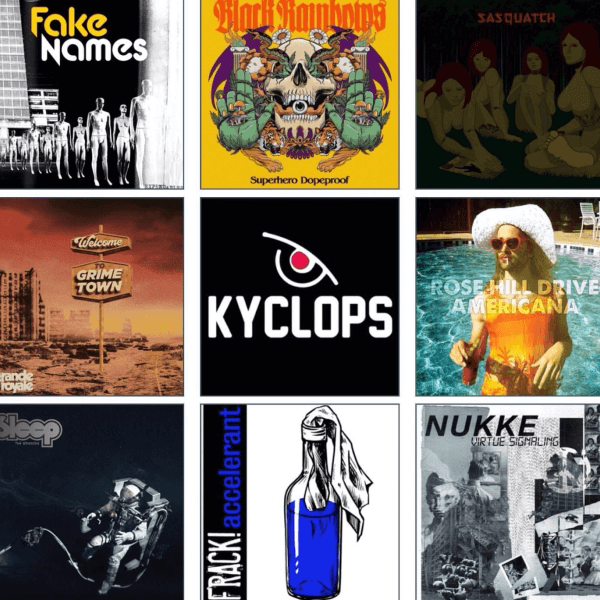 Fake
Names
Black Rainbows
Superhero Dopeproof
SASQUATCH
Welcome
TO
GRIME
TOWN
grande
royale
KYCLOPS
ROSE HILL DRIVE
AMERICANA
Sleep
THE SCIENCES
FRACK! accelerant
NUKKE
VIRTUE SIGNALING